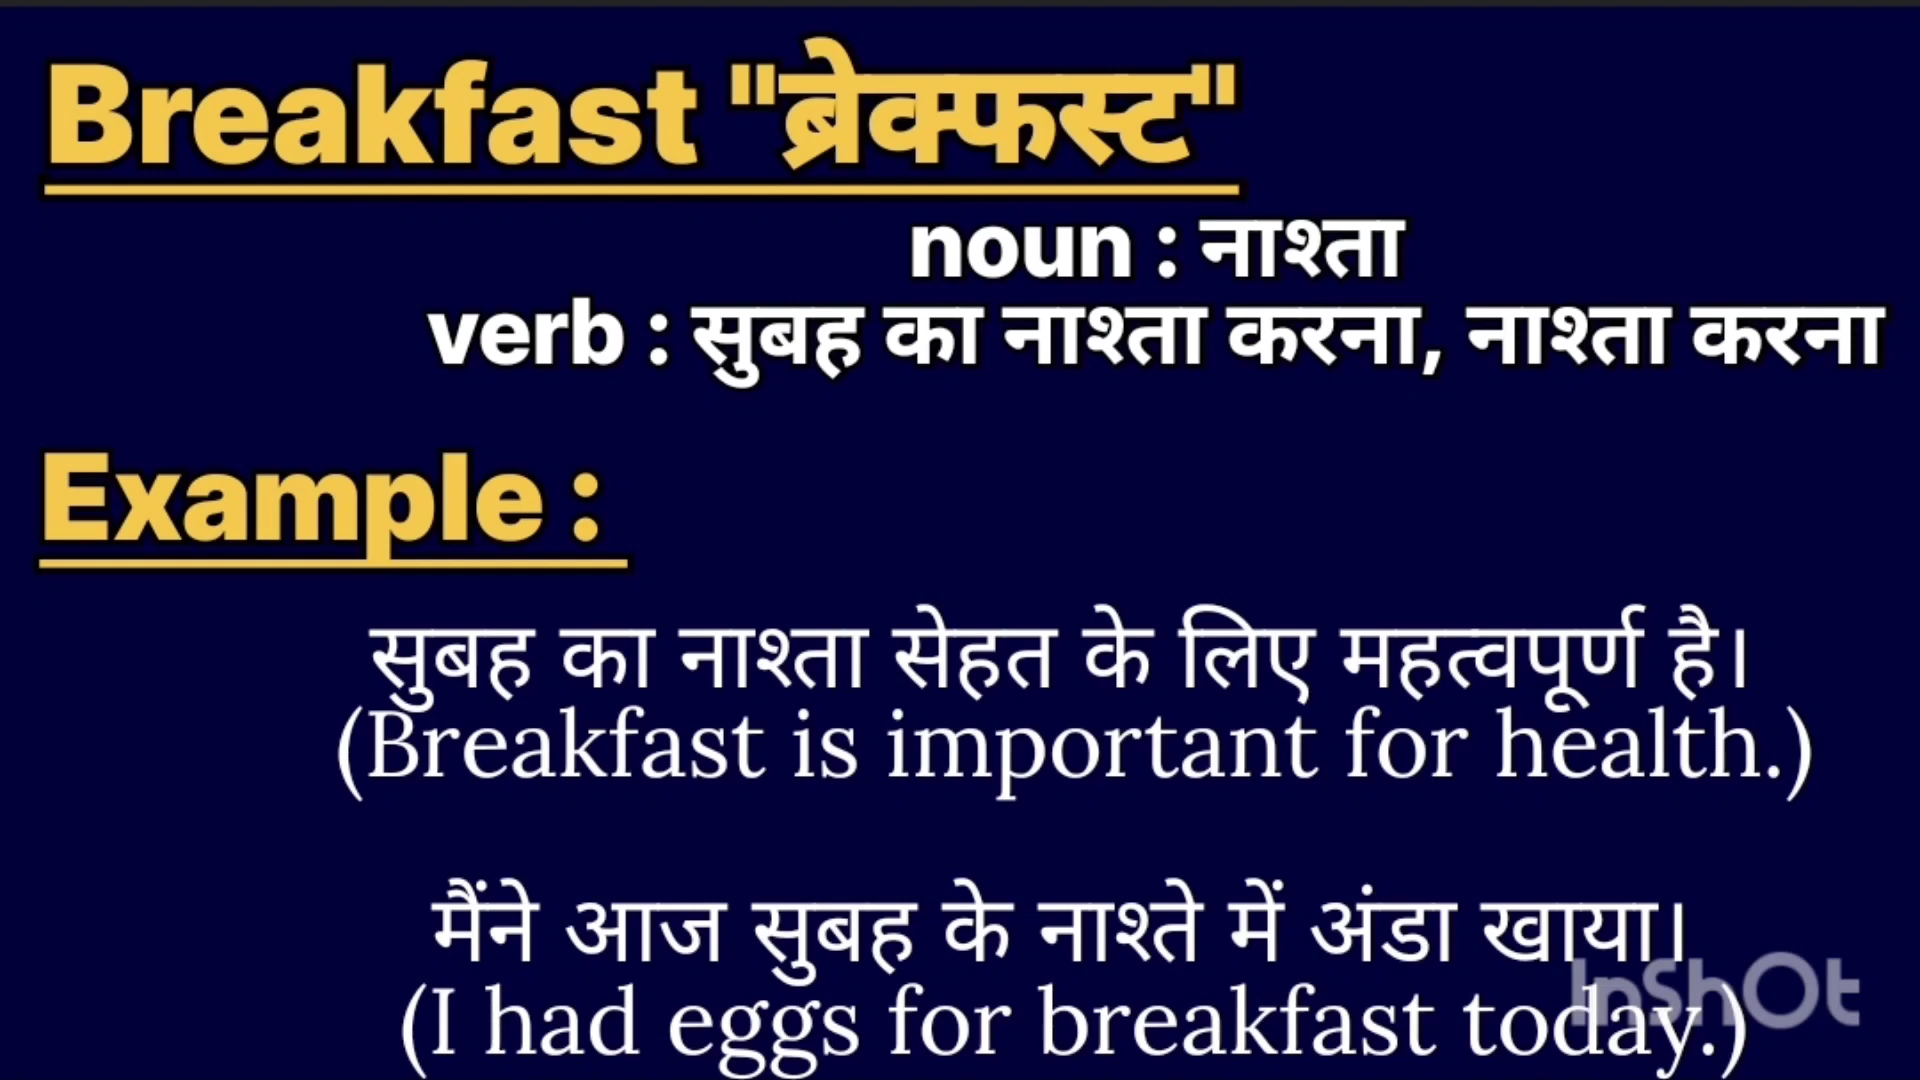 Breakfast "ब्रेक्फस्ट"
noun : नाश्ता
verb : सुबह का नाश्ता करना, नाश्ता करना
Example :
सुबह का नाश्ता सेहत के लिए महत्वपूर्ण है।
(Breakfast is important for health.)
मैंने आज सुबह के नाश्ते में अंडा खाया।
(I had eggs for breakfast today.)
InShOt